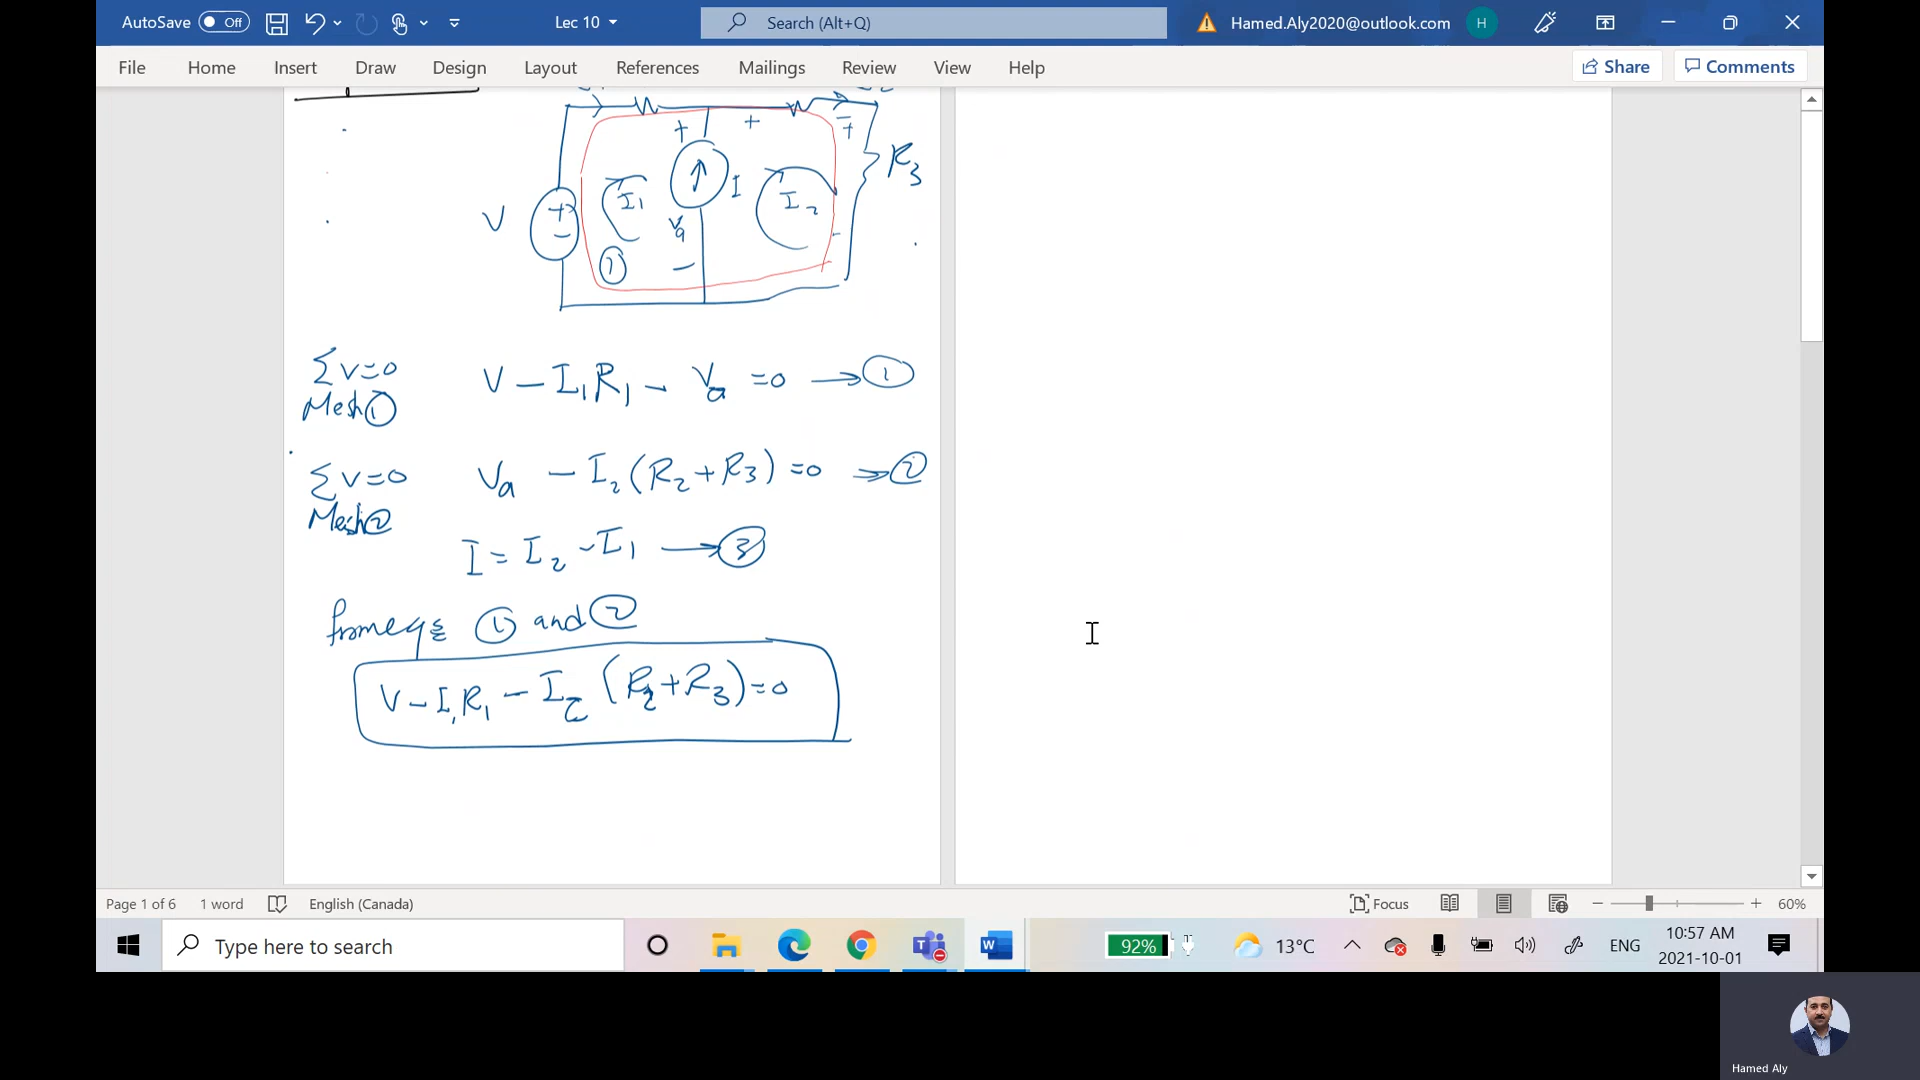 AutoSave Off Lec 10 Search (Alt+Q) Hamed.Aly2020@outlook.com H
File Home Insert Draw Design Layout References Mailings Review View Help Share Comments
+ + - +
R3
V + - I1 Va I I2
1 -
Σv=0 V - I1R1 - Va =0 → 1
Mesh 1
Σv=0 Va - I2(R2+R3) =0 ⇒ 2
Mesh 2
I = I2 - I1 → 3
from eqs 1 and 2
V - I1R1 - I2 (R2+R3)=0
Page 1 of 6 1 word English (Canada) Focus - + 60%
Type here to search 92% 13°C ENG 10:57 AM
2021-10-01
Hamed Aly